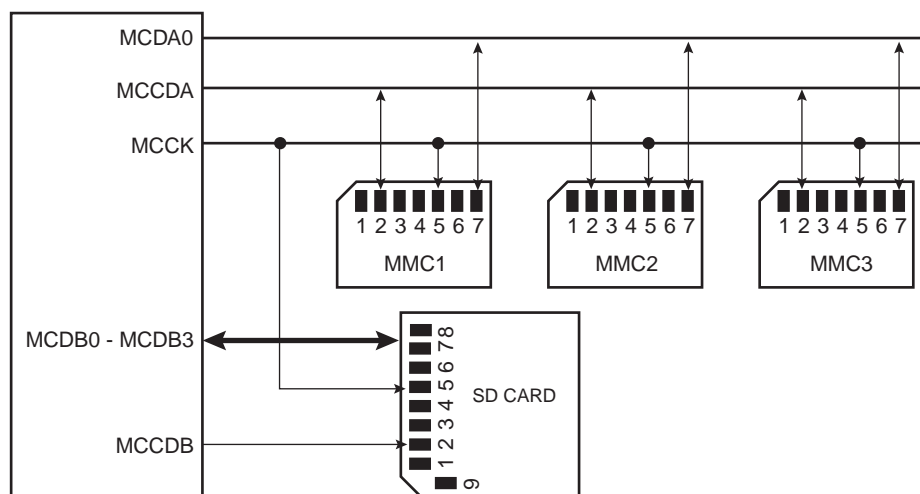 MCDA0
MCCDA
MCCK
1 2 3 4 5 6 7
MMC1
1 2 3 4 5 6 7
MMC2
1 2 3 4 5 6 7
MMC3
MCDB0 - MCDB3
1 2 3 4 5 6 7 8
SD CARD
MCCDB
9